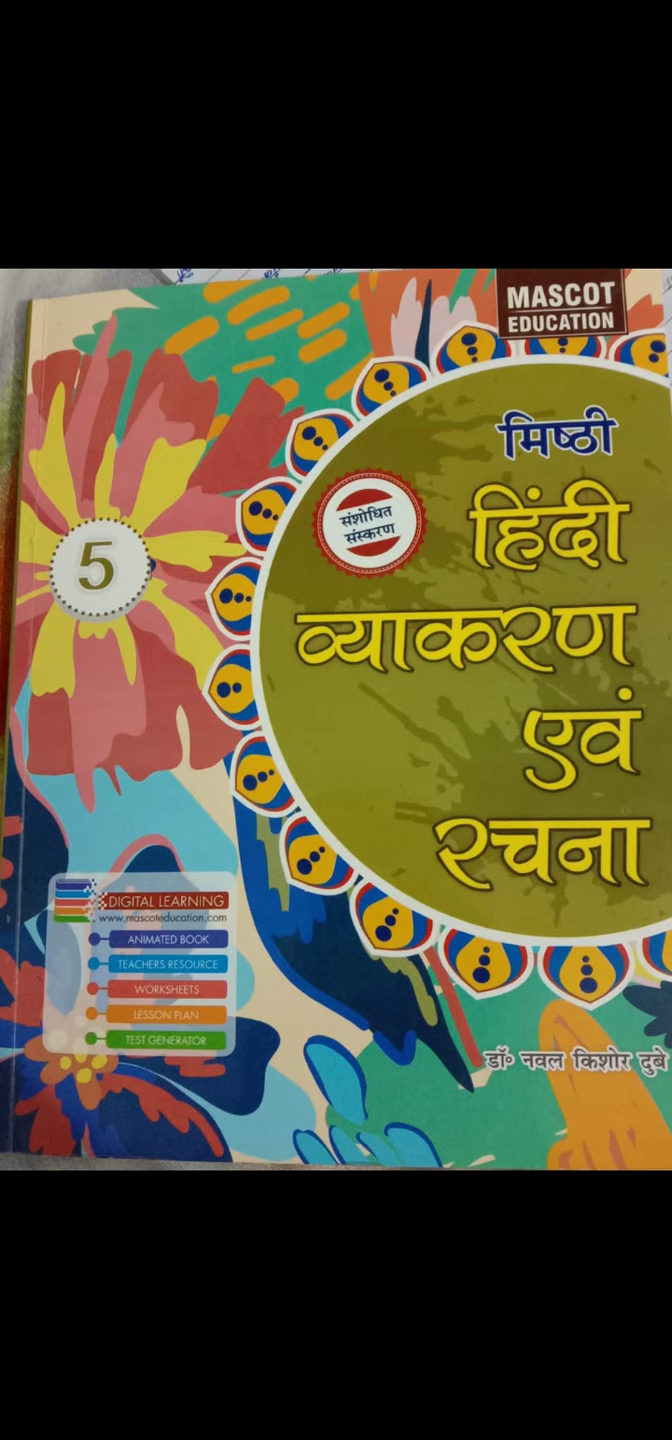 MASCOT
EDUCATION
मिष्ठी
संशोधित
संस्करण
हिंदी
5
व्याकरण
एवं
रचना
DIGITAL LEARNING
www.mascoteducation.com
ANIMATED BOOK
TEACHERS RESOURCE
WORKSHEETS
LESSON PLAN
TEST GENERATOR
डॉ॰ नवल किशोर दुबे